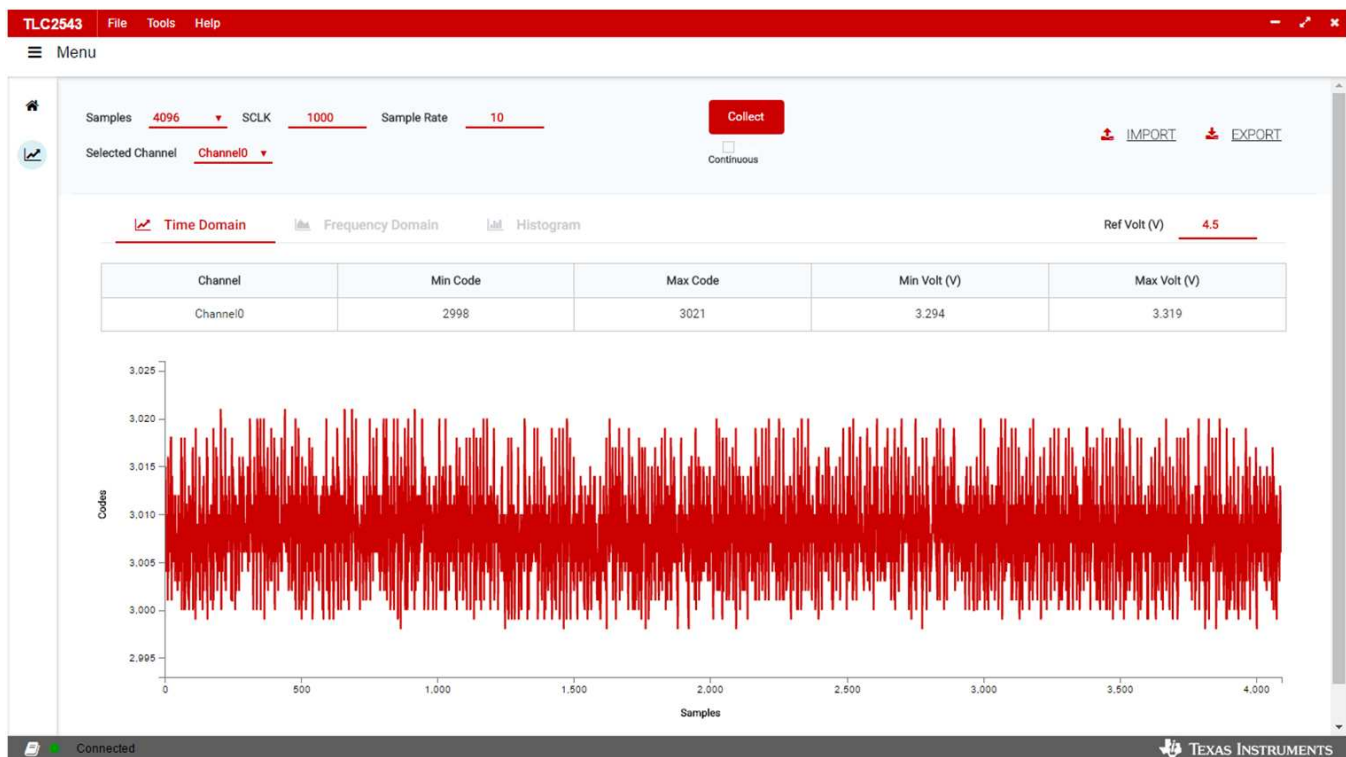 TLC2543 File Tools Help
Menu
Samples 4096 SCLK 1000 Sample Rate 10 Collect
IMPORT EXPORT
Selected Channel Channel0 Continuous
Time Domain Frequency Domain Histogram Ref Volt (V) 4.5
Channel Min Code Max Code Min Volt (V) Max Volt (V)
Channel0 2998 3021 3.294 3.319
3,025
3,020
3,015
3,010
3,005
3,000
2,995
Codes
0 500 1,000 1,500 2,000 2,500 3,000 3,500 4,000
Samples
Connected TEXAS INSTRUMENTS